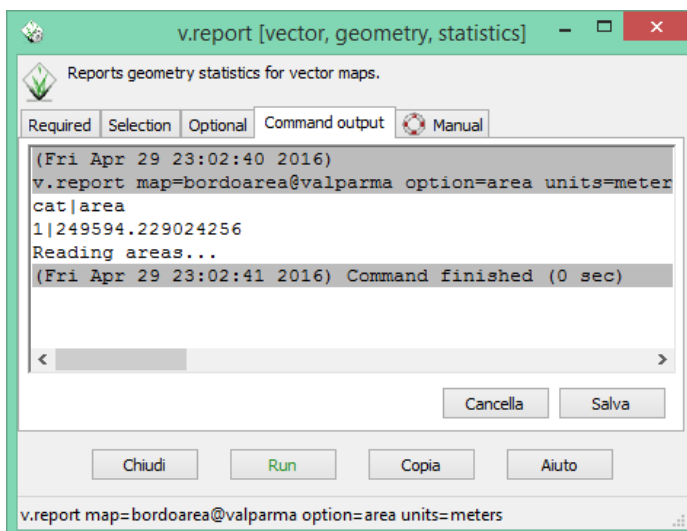 v.report [vector, geometry, statistics]
Reports geometry statistics for vector maps.
Required Selection Optional Command output Manual
(Fri Apr 29 23:02:40 2016)
v.report map=bordoarea@valparma option=area units=meters
cat|area
1|249594.229024256
Reading areas...
(Fri Apr 29 23:02:41 2016) Command finished (0 sec)
Cancella Salva
Chiudi Run Copia Aiuto
v.report map=bordoarea@valparma option=area units=meters